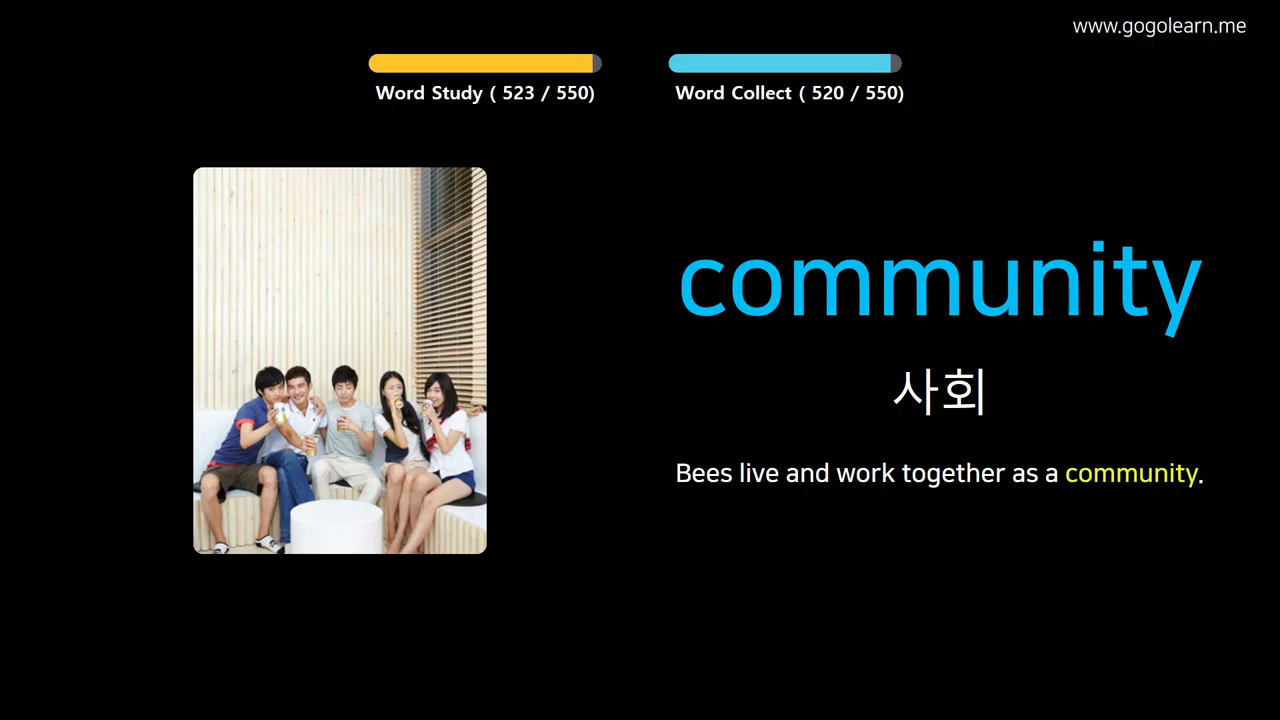 www.gogolearn.me
Word Study ( 523 / 550)
Word Collect ( 520 / 550)
community
사회
Bees live and work together as a community.